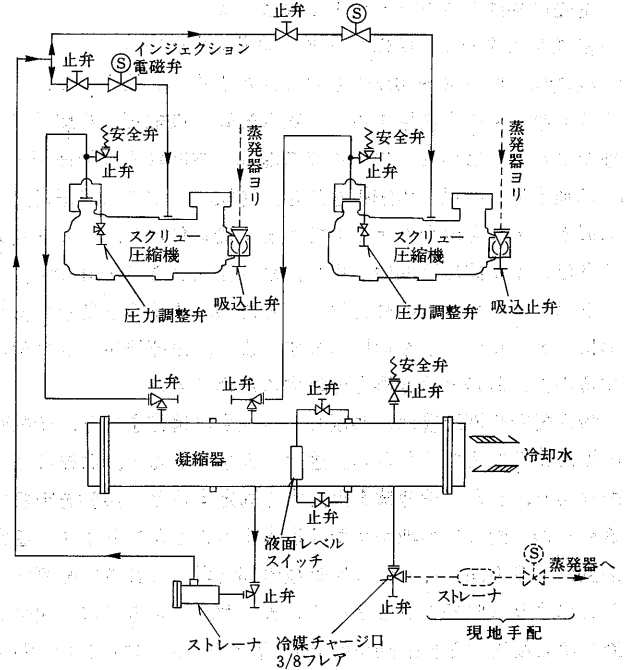 止弁
S
インジェクション
電磁弁
止弁
S
安全弁
止弁
蒸発器ヨリ
安全弁
止弁
蒸発器ヨリ
スクリュー
圧縮機
スクリュー
圧縮機
圧力調整弁
吸込止弁
圧力調整弁
吸込止弁
止弁
止弁
止弁
安全弁
止弁
凝縮器
冷却水
止弁
液面レベル
スイッチ
S
蒸発器へ
止弁
止弁
ストレーナ
ストレーナ
冷媒チャージ口
3/8フレア
現地手配